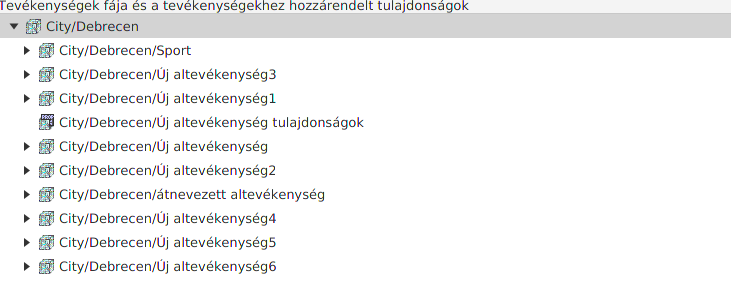 Tevékenységek fája és a tevékenységekhez hozzárendelt tulajdonságok
City/Debrecen
City/Debrecen/Sport
City/Debrecen/Új altevékenység3
City/Debrecen/Új altevékenység1
City/Debrecen/Új altevékenység tulajdonságok
City/Debrecen/Új altevékenység
City/Debrecen/Új altevékenység2
City/Debrecen/átnevezett altevékenység
City/Debrecen/Új altevékenység4
City/Debrecen/Új altevékenység5
City/Debrecen/Új altevékenység6